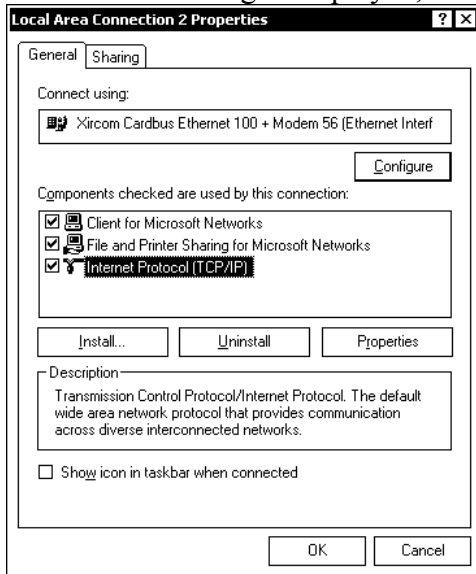 Local Area Connection 2 Properties ? X
General Sharing
Connect using:
Xircom Cardbus Ethernet 100 + Modem 56 (Ethernet Interf
Configure
Components checked are used by this connection:
Client for Microsoft Networks
File and Printer Sharing for Microsoft Networks
Internet Protocol (TCP/IP)
Install... Uninstall Properties
Description
Transmission Control Protocol/Internet Protocol. The default
wide area network protocol that provides communication
across diverse interconnected networks.
Show icon in taskbar when connected
OK Cancel